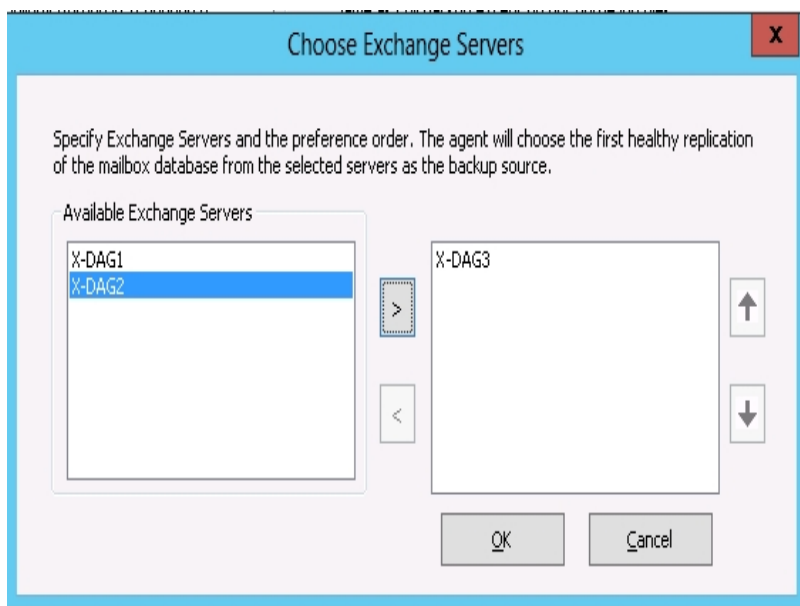 Choose Exchange Servers
X
Specify Exchange Servers and the preference order. The agent will choose the first healthy replication
of the mailbox database from the selected servers as the backup source.
Available Exchange Servers
X-DAG1
X-DAG2
>
<
X-DAG3
OK
Cancel